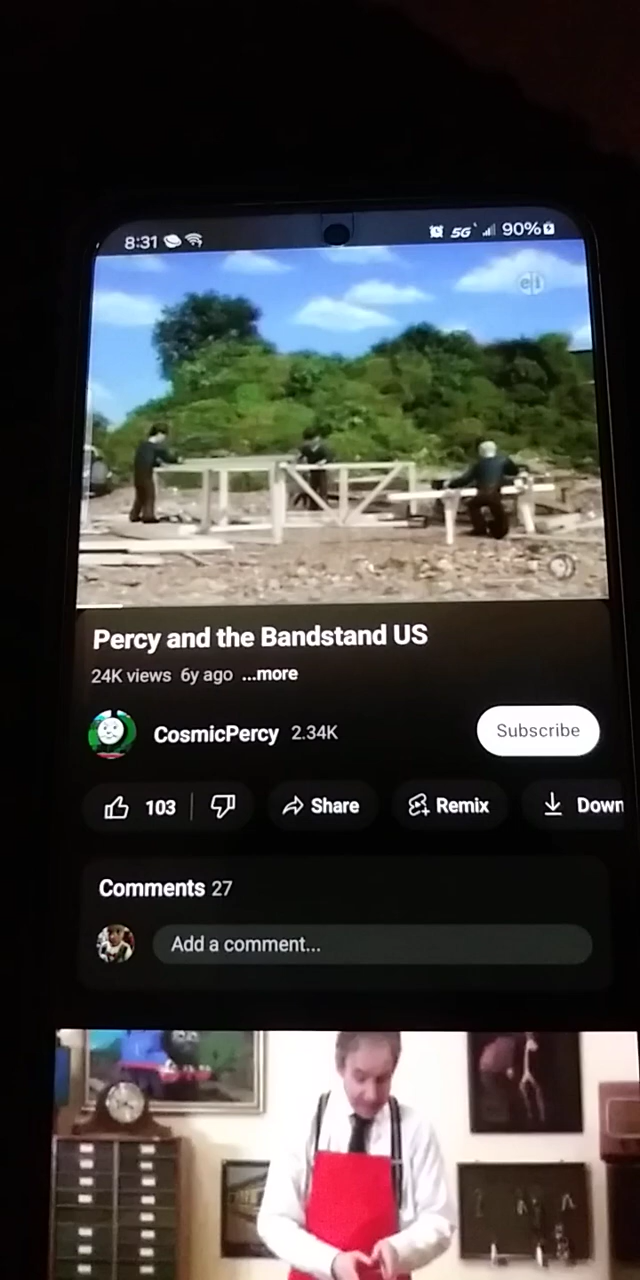 8:31 5G 90%
eii
Percy and the Bandstand US
24K views 6y ago ...more
CosmicPercy 2.34K Subscribe
103 Share Remix Down
Comments 27
Add a comment...